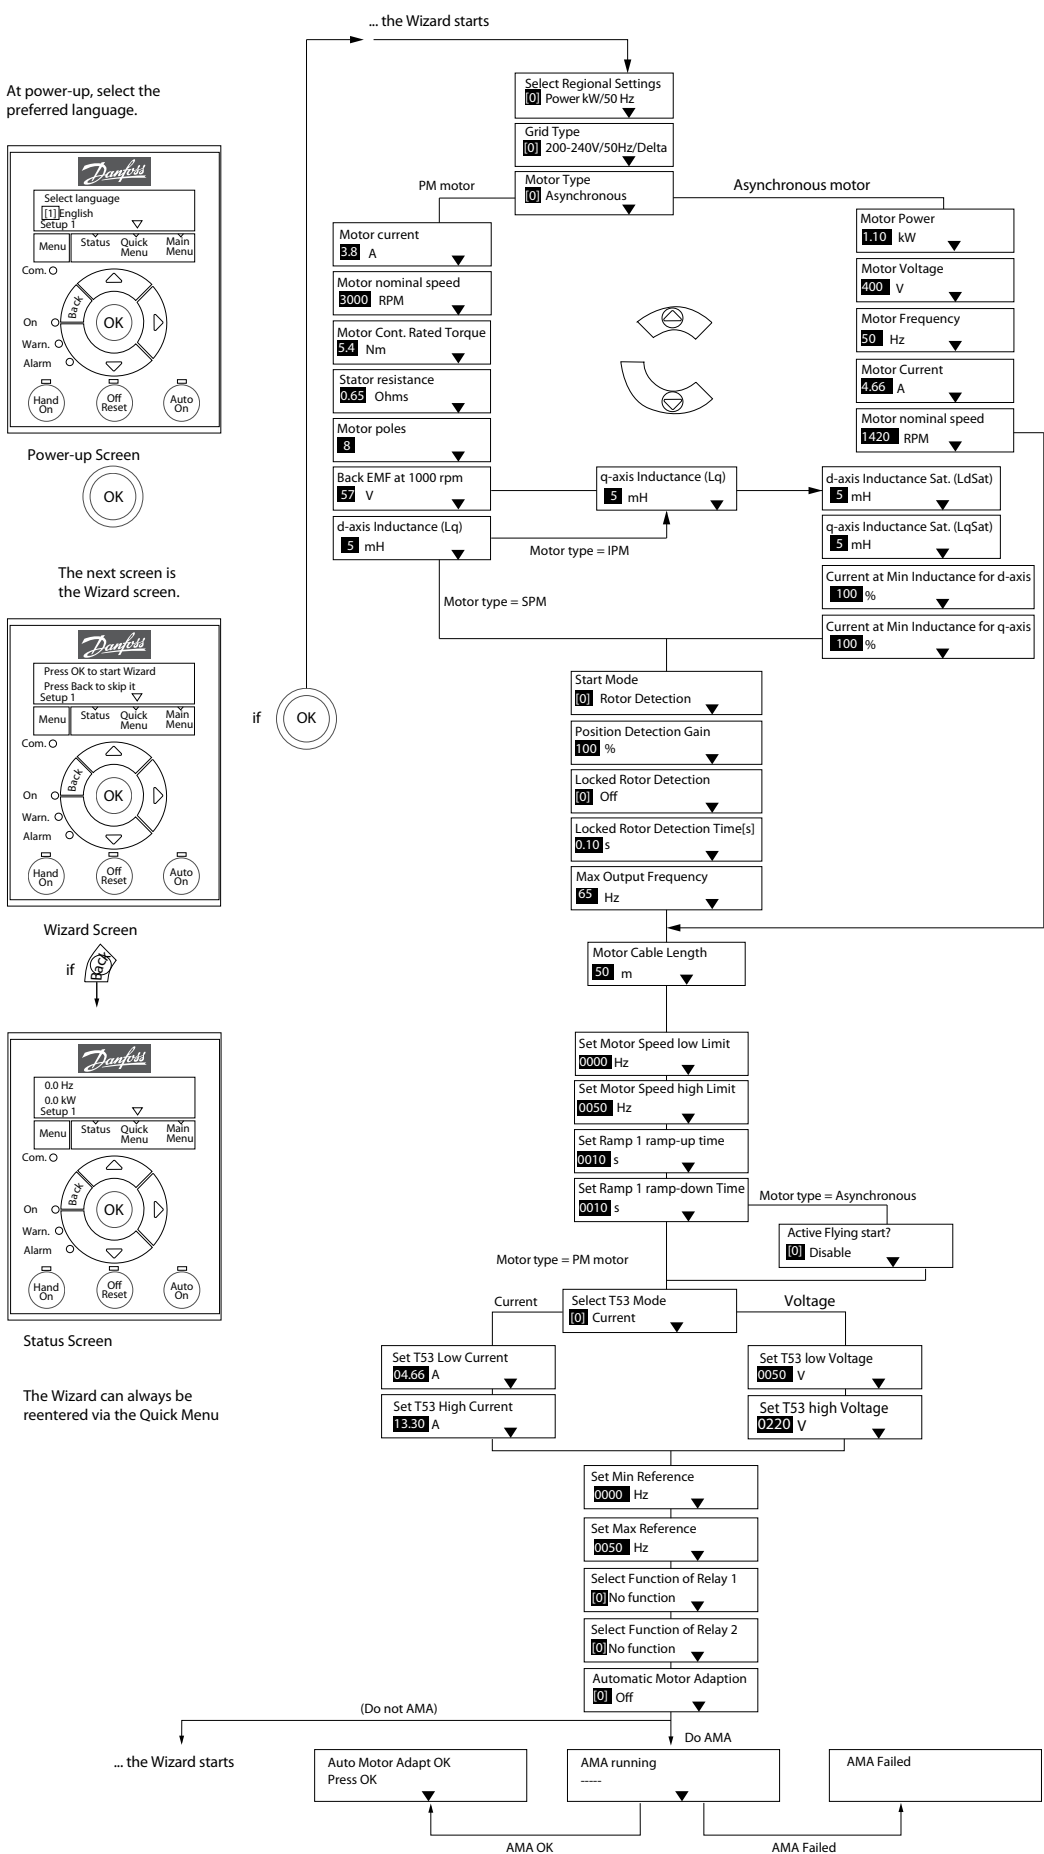 ... the Wizard starts
At power-up, select the
preferred language.
Danfoss
Select language
[1] English
Setup 1
Menu
Status
Quick
Menu
Main
Menu
Com.
Back
OK
On
Warn.
Alarm
Hand
On
Off
Reset
Auto
On
Power-up Screen
OK
The next screen is
the Wizard screen.
Danfoss
Press OK to start Wizard
Press Back to skip it
Setup 1
Menu
Status
Quick
Menu
Main
Menu
Com.
Back
OK
On
Warn.
Alarm
Hand
On
Off
Reset
Auto
On
Wizard Screen
if
Back
Danfoss
0.0 Hz
0.0 kW
Setup 1
Menu
Status
Quick
Menu
Main
Menu
Com.
Back
OK
On
Warn.
Alarm
Hand
On
Off
Reset
Auto
On
Status Screen
The Wizard can always be
reentered via the Quick Menu
if
OK
Select Regional Settings
[0] Power kW/50 Hz
Grid Type
[0] 200-240V/50Hz/Delta
Motor Type
[0] Asynchronous
PM motor
Asynchronous motor
Motor current
3.8 A
Motor nominal speed
3000 RPM
Motor Cont. Rated Torque
5.4 Nm
Stator resistance
0.65 Ohms
Motor poles
8
Back EMF at 1000 rpm
57 V
d-axis Inductance (Lq)
5 mH
Motor Power
1.10 kW
Motor Voltage
400 V
Motor Frequency
50 Hz
Motor Current
4.66 A
Motor nominal speed
1420 RPM
q-axis Inductance (Lq)
5 mH
Motor type = IPM
Motor type = SPM
d-axis Inductance Sat. (LdSat)
5 mH
q-axis Inductance Sat. (LqSat)
5 mH
Current at Min Inductance for d-axis
100 %
Current at Min Inductance for q-axis
100 %
Start Mode
[0] Rotor Detection
Position Detection Gain
100 %
Locked Rotor Detection
[0] Off
Locked Rotor Detection Time[s]
0.10 s
Max Output Frequency
65 Hz
Motor Cable Length
50 m
Set Motor Speed low Limit
0000 Hz
Set Motor Speed high Limit
0050 Hz
Set Ramp 1 ramp-up time
0010 s
Set Ramp 1 ramp-down Time
0010 s
Motor type = Asynchronous
Active Flying start?
[0] Disable
Motor type = PM motor
Select T53 Mode
[0] Current
Current
Voltage
Set T53 Low Current
04.66 A
Set T53 High Current
13.30 A
Set T53 low Voltage
0050 V
Set T53 high Voltage
0220 V
Set Min Reference
0000 Hz
Set Max Reference
0050 Hz
Select Function of Relay 1
[0] No function
Select Function of Relay 2
[0] No function
Automatic Motor Adaption
[0] Off
(Do not AMA)
Do AMA
... the Wizard starts
Auto Motor Adapt OK
Press OK
AMA running
-----
AMA Failed
AMA OK
AMA Failed